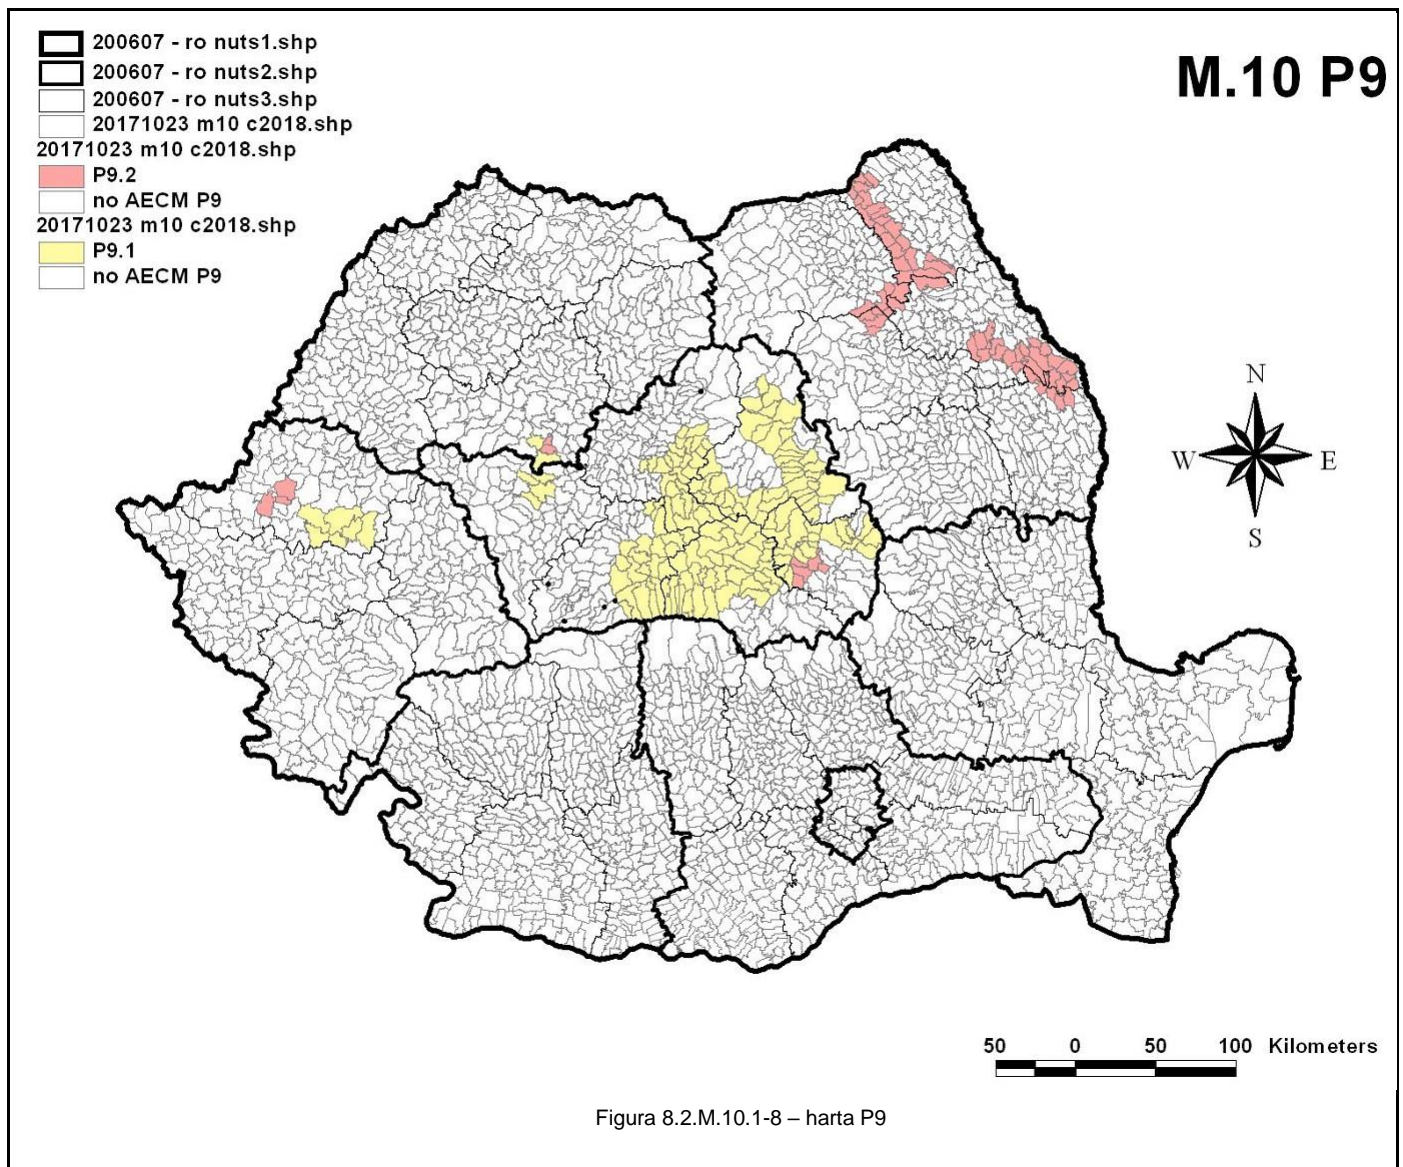 200607 - ro nuts1.shp
200607 - ro nuts2.shp
200607 - ro nuts3.shp
20171023 m10 c2018.shp
20171023 m10 c2018.shp
P9.2
no AECM P9
20171023 m10 c2018.shp
P9.1
no AECM P9
M.10 P9
N
W
E
S
50 0 50 100 Kilometers
Figura 8.2.M.10.1-8 – harta P9